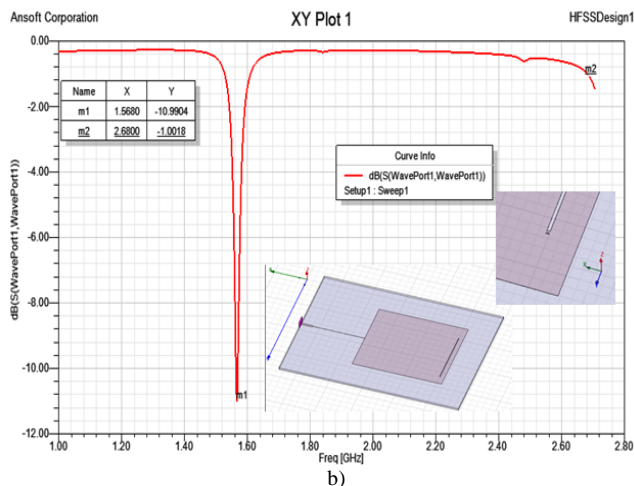 Ansoft Corporation
XY Plot 1
HFSSDesign1
0.00
-2.00
-4.00
-6.00
-8.00
-10.00
-12.00
dB(S(WavePort1,WavePort1))
Name X Y
m1 1.5680 -10.9904
m2 2.6800 -1.0018
m2
Curve Info
dB(S(WavePort1,WavePort1))
Setup1 : Sweep1
m1
1.00 1.20 1.40 1.60 1.80 2.00 2.20 2.40 2.60 2.80
Freq [GHz]
b)